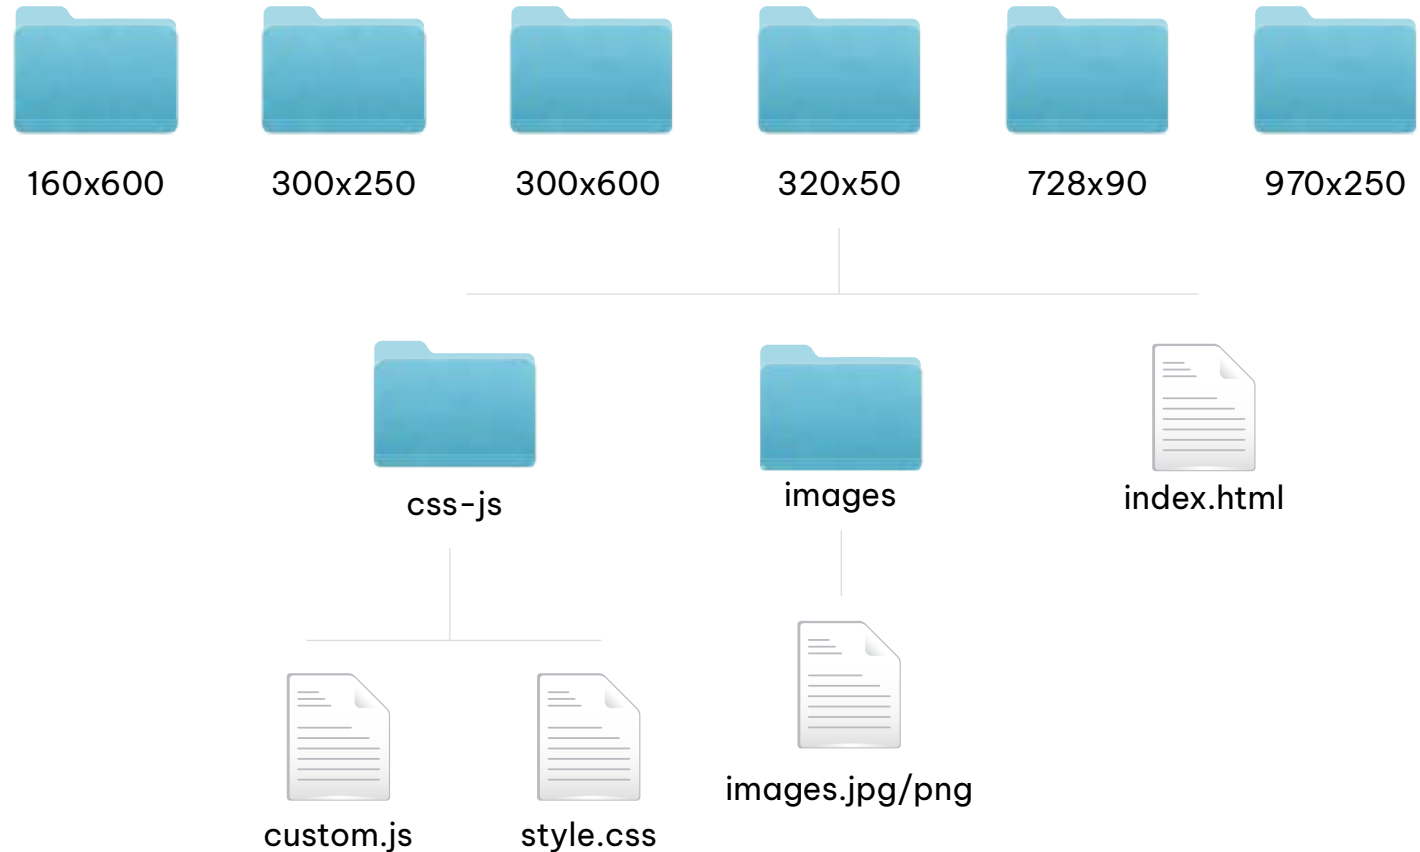 160x600
300x250
300x600
320x50
728x90
970x250
css-js
images
index.html
images.jpg/png
custom.js
style.css